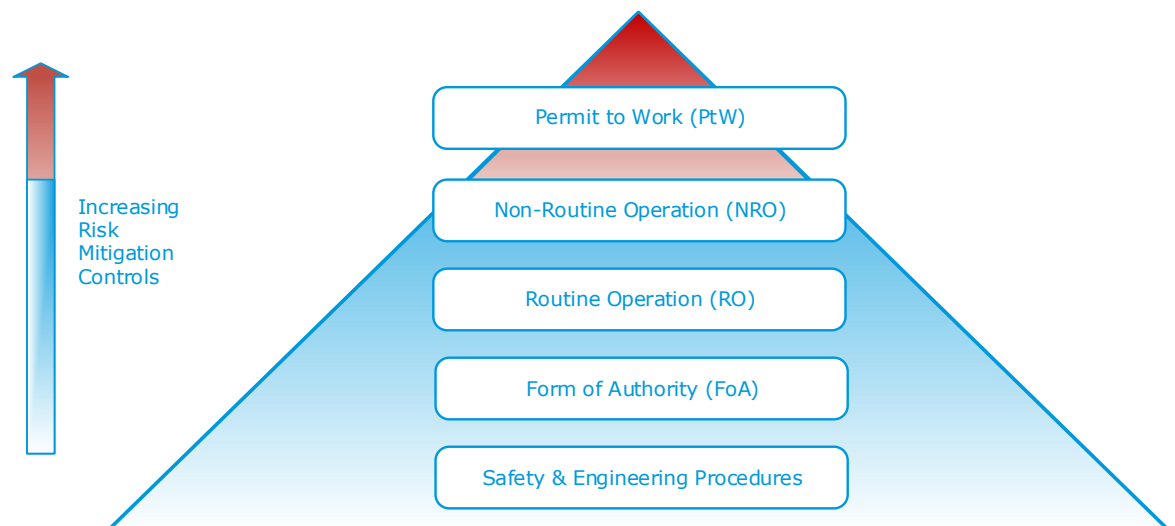 Permit to Work (PtW)
Increasing
Risk
Mitigation
Controls
Non-Routine Operation (NRO)
Routine Operation (RO)
Form of Authority (FoA)
Safety & Engineering Procedures